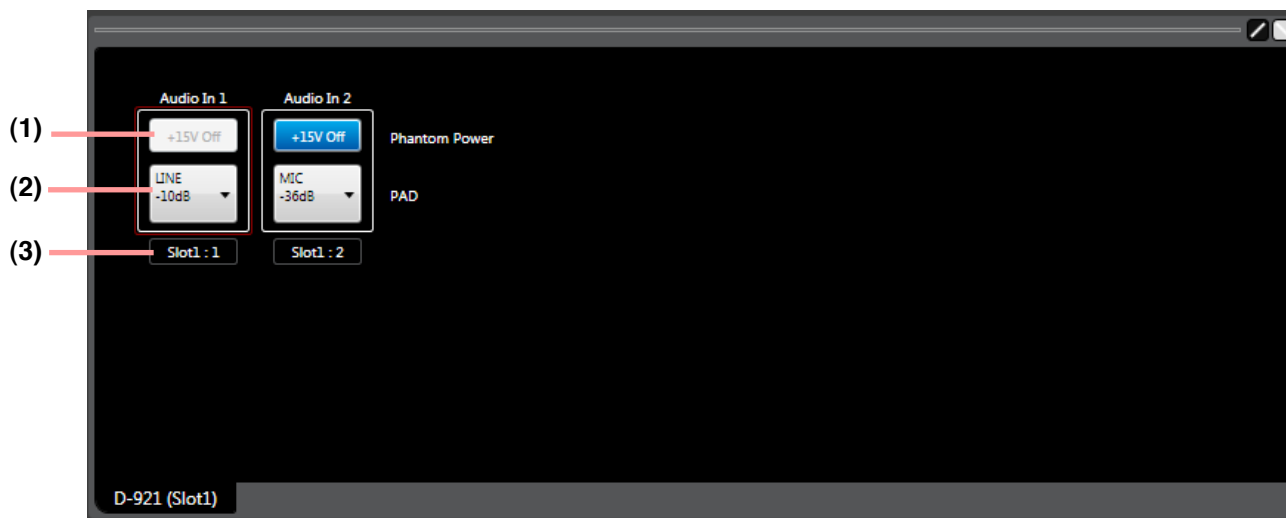 Audio In 1 Audio In 2
(1) +15V Off +15V Off Phantom Power
(2) LINE -10dB MIC -36dB PAD
(3) Slot1 : 1 Slot1 : 2
D-921 (Slot1)